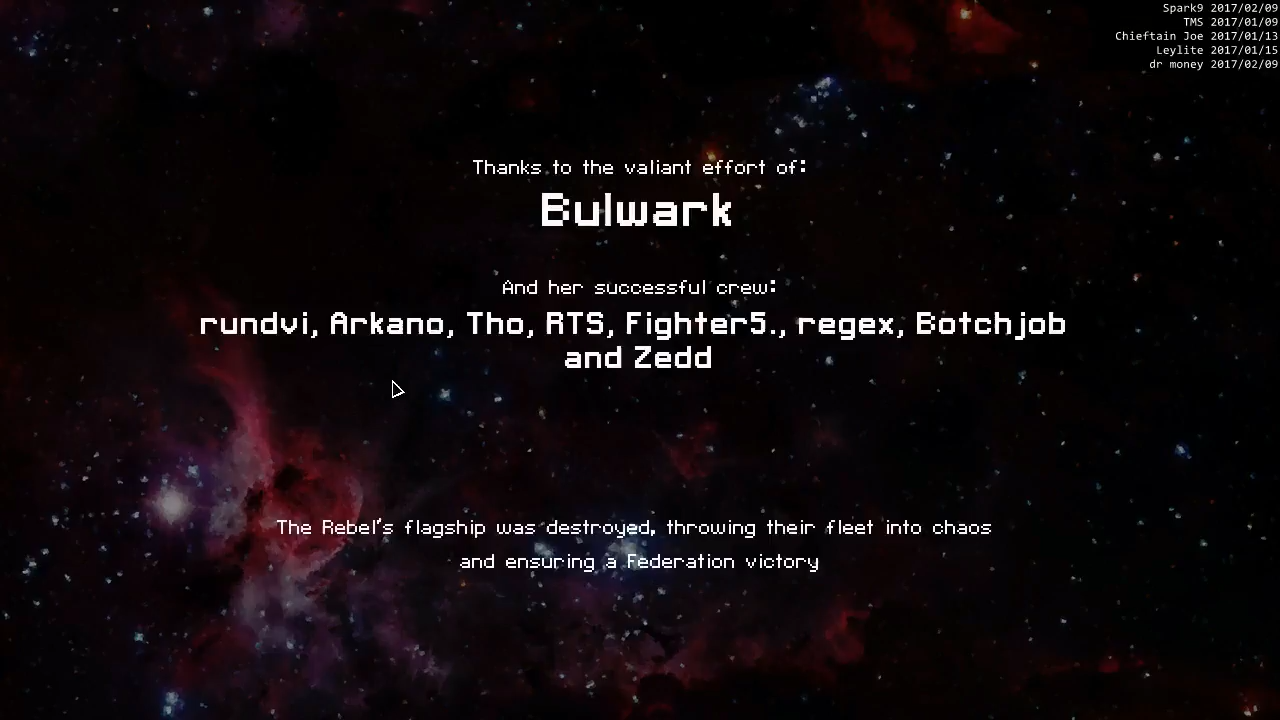 Spark9 2017/02/09
TMS 2017/01/09
Chieftain Joe 2017/01/13
Leylite 2017/01/15
dr money 2017/02/09
Thanks to the valiant effort of:
Bulwark
And her successful crew:
rundvi, Arkano, Tho, RTS, Fighter5., regex, Botchjob
and Zedd
The Rebel's flagship was destroyed, throwing their fleet into chaos
and ensuring a Federation victory